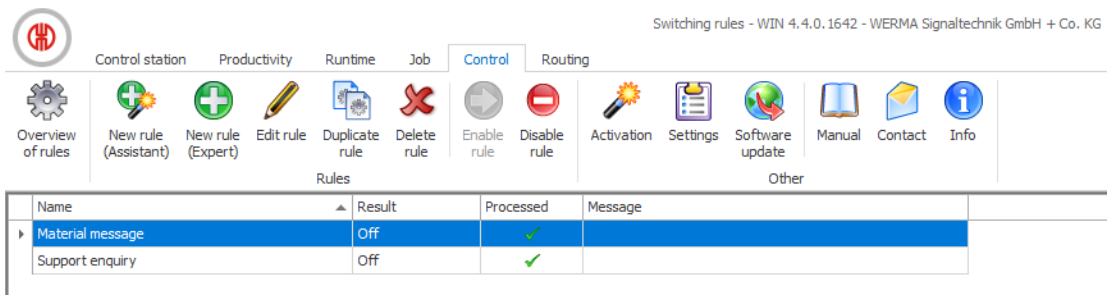 Switching rules - WIN 4.4.0.1642 - WERMA Signaltechnik GmbH + Co. KG
Control station Productivity Runtime Job Control Routing
Overview of rules
New rule (Assistant)
New rule (Expert)
Edit rule
Duplicate rule
Delete rule
Enable rule
Disable rule
Activation
Settings
Software update
Manual
Contact
Info
Rules
Other
Name Result Processed Message
Material message Off
Support enquiry Off